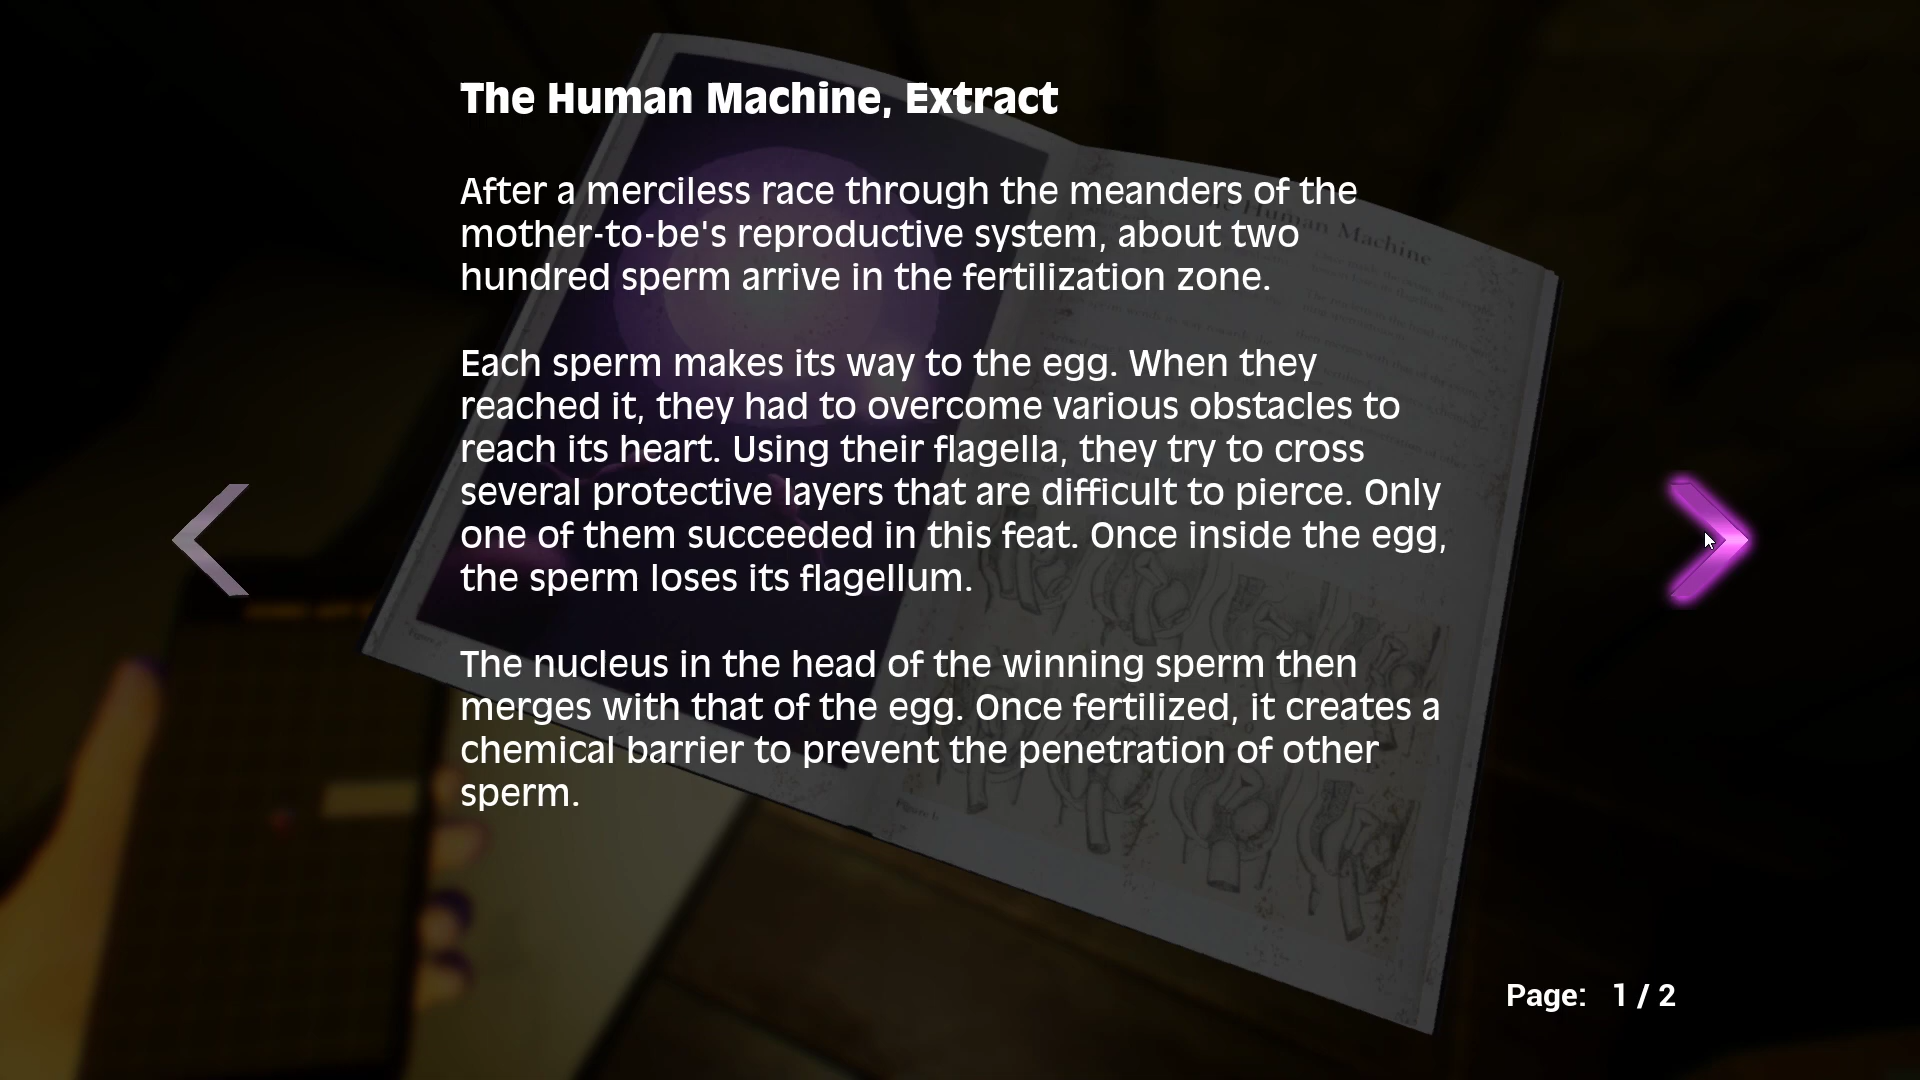 The Human Machine, Extract
After a merciless race through the meanders of the
mother-to-be's reproductive system, about two
hundred sperm arrive in the fertilization zone.
Each sperm makes its way to the egg. When they
reached it, they had to overcome various obstacles to
reach its heart. Using their flagella, they try to cross
several protective layers that are difficult to pierce. Only
one of them succeeded in this feat. Once inside the egg,
the sperm loses its flagellum.
The nucleus in the head of the winning sperm then
merges with that of the egg. Once fertilized, it creates a
chemical barrier to prevent the penetration of other
sperm.
Human Machine
Page: 1 / 2